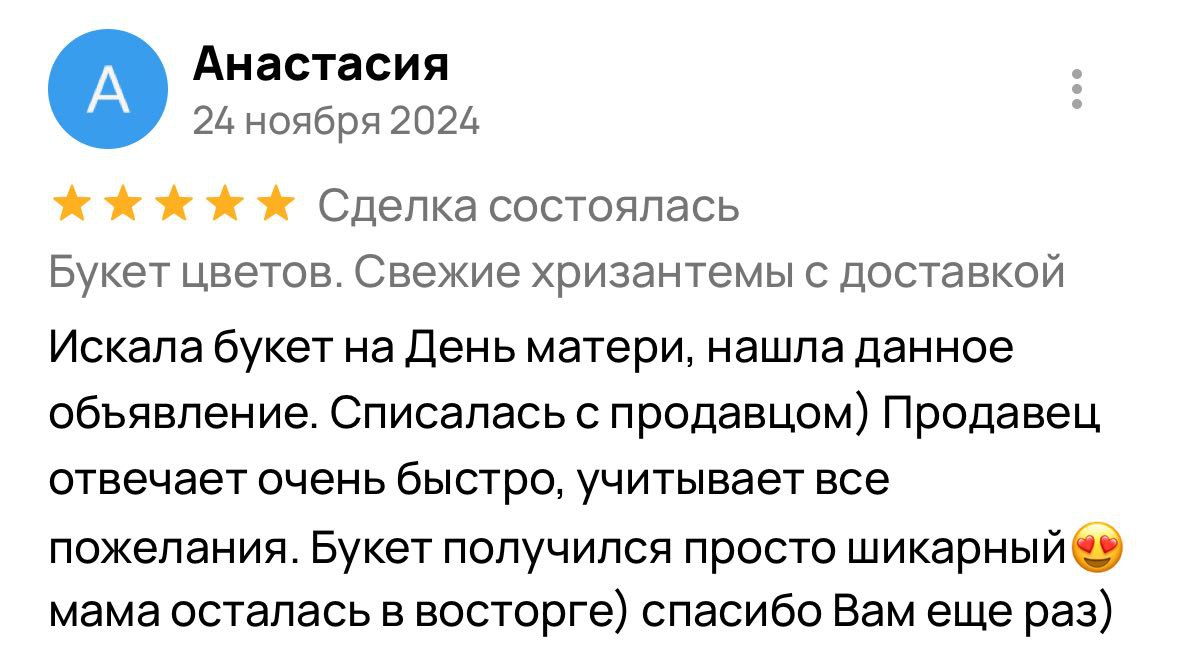 А
Анастасия
24 ноября 2024
Сделка состоялась
Букет цветов. Свежие хризантемы с доставкой
Искала букет на День матери, нашла данное
объявление. Списалась с продавцом) Продавец
отвечает очень быстро, учитывает все
пожелания. Букет получился просто шикарный😍
мама осталась в восторге) спасибо Вам еще раз)